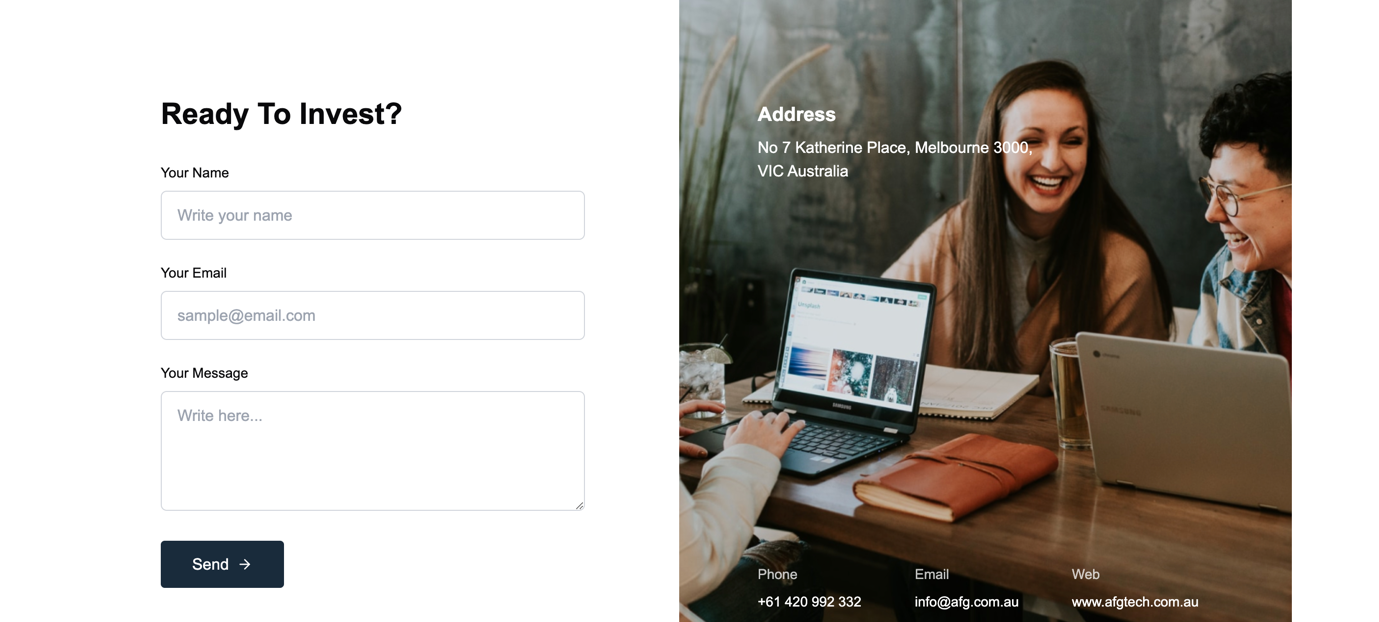 Ready To Invest?
Your Name
Write your name
Your Email
sample@email.com
Your Message
Write here...
Send →
Address
No 7 Katherine Place, Melbourne 3000,
VIC Australia
Phone
+61 420 992 332
Email
info@afg.com.au
Web
www.afgtech.com.au
SAMSUNG